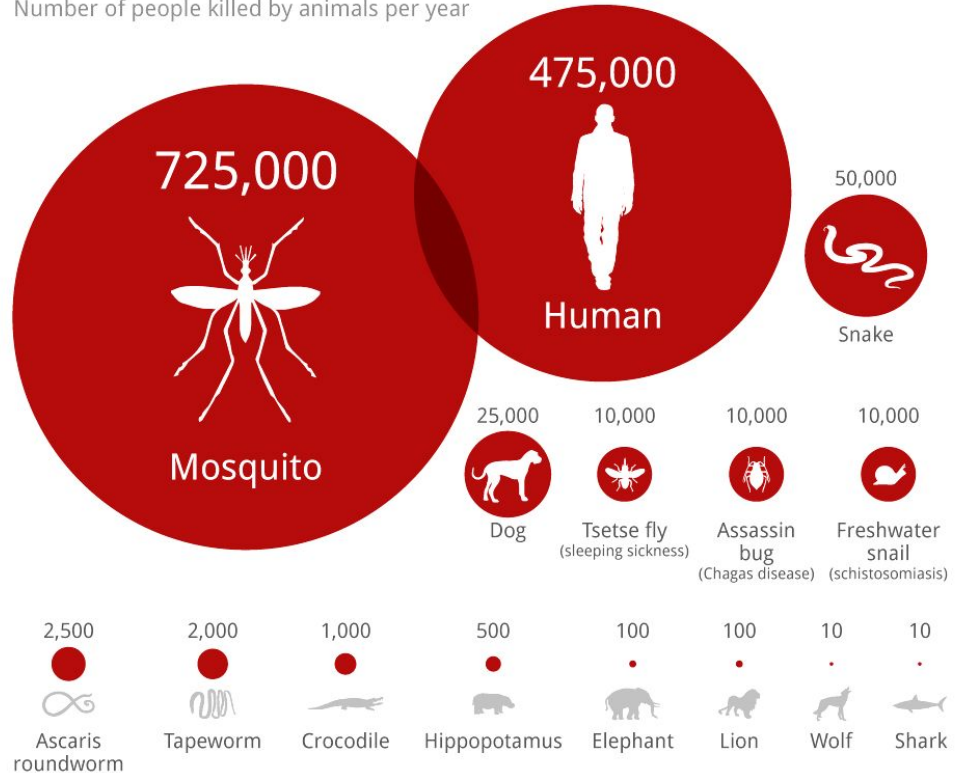 Number of people killed by animals per year
475,000
Human
725,000
Mosquito
50,000
Snake
25,000
Dog
10,000
Tsetse fly
(sleeping sickness)
10,000
Assassin
bug
(Chagas disease)
10,000
Freshwater
snail
(schistosomiasis)
2,500
Ascaris
roundworm
2,000
Tapeworm
1,000
Crocodile
500
Hippopotamus
100
Elephant
100
Lion
10
Wolf
10
Shark